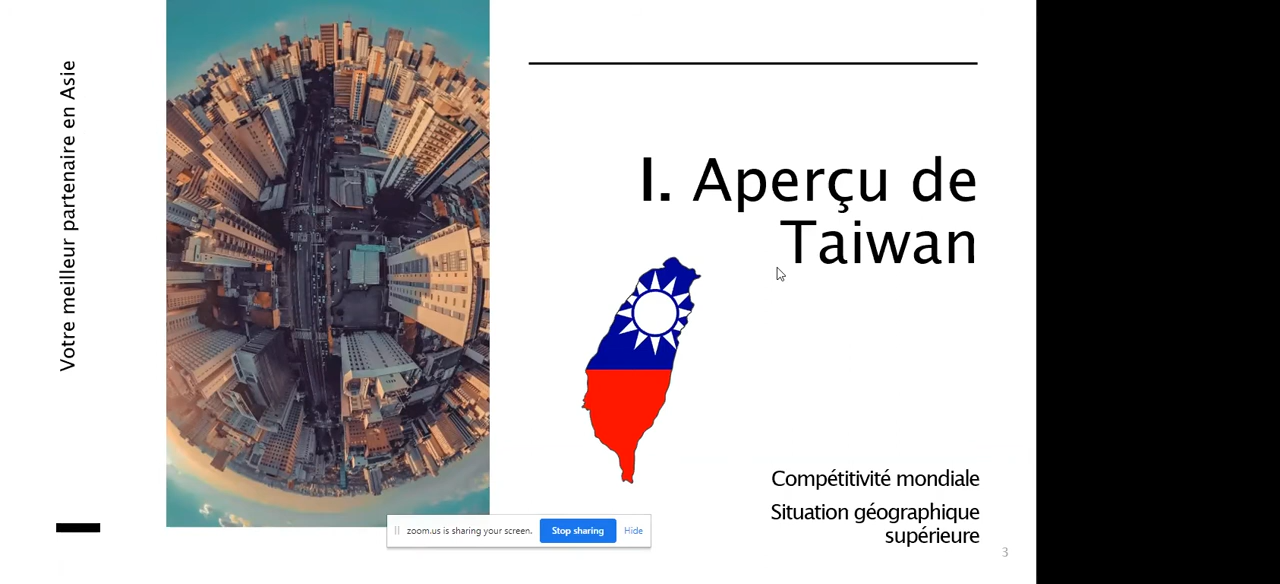 Votre meilleur partenaire en Asie
I. Aperçu de
Taiwan
Compétitivité mondiale
Situation géographique
supérieure
3
zoom.us is sharing your screen.
Stop sharing
Hide